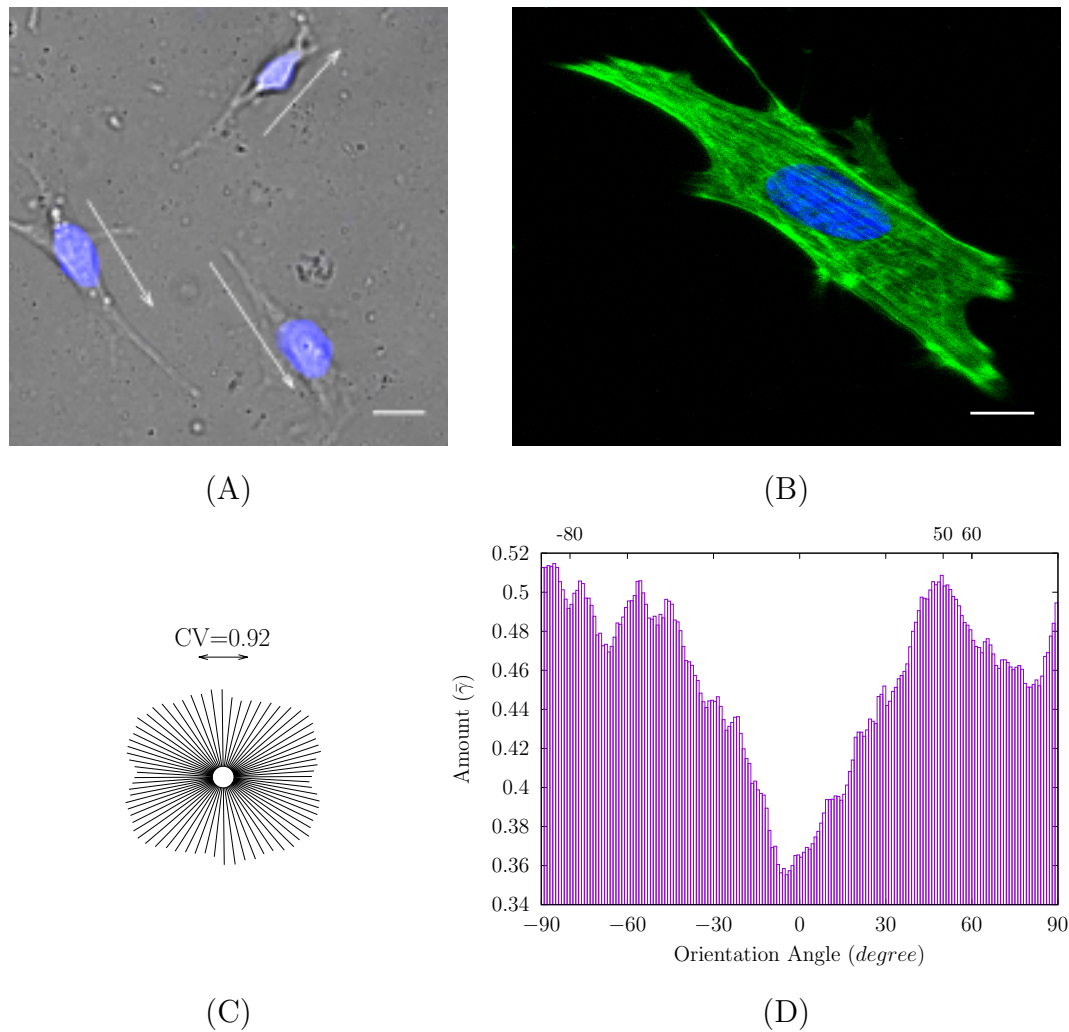 (A)
(B)
CV=0.92
(C)
-80 50 60
0.52
0.5
0.48
0.46
0.44
0.42
0.4
0.38
0.36
0.34
Amount (γ̄)
−90 −60 −30 0 30 60 90
Orientation Angle (degree)
(D)